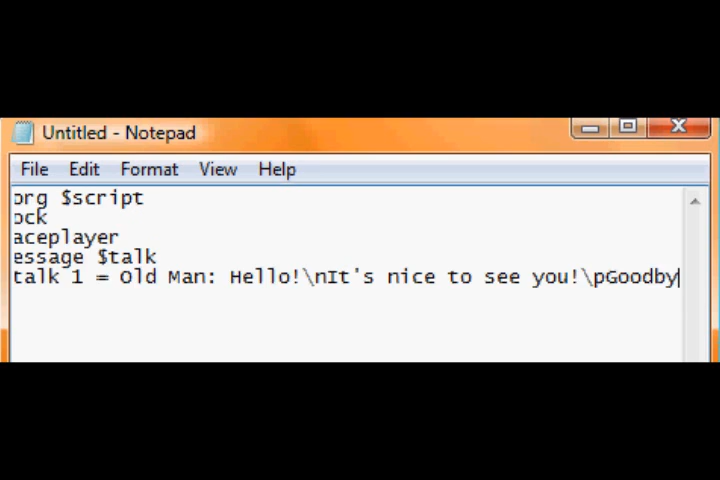 Untitled - Notepad
File Edit Format View Help
org $script
ock
aceplayer
essage $talk
talk 1 = Old Man: Hello!\nIt's nice to see you!\pGoodby